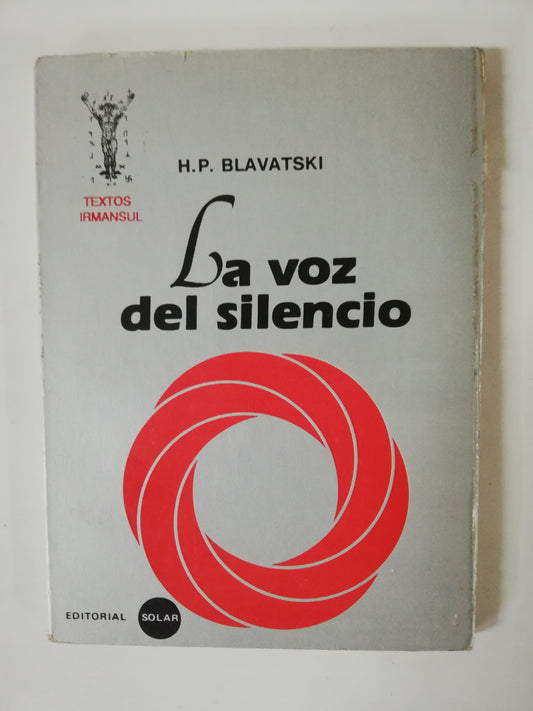 H.P. BLAVATSKI
TEXTOS
IRMANSUL
La voz
del silencio
EDITORIAL SOLAR